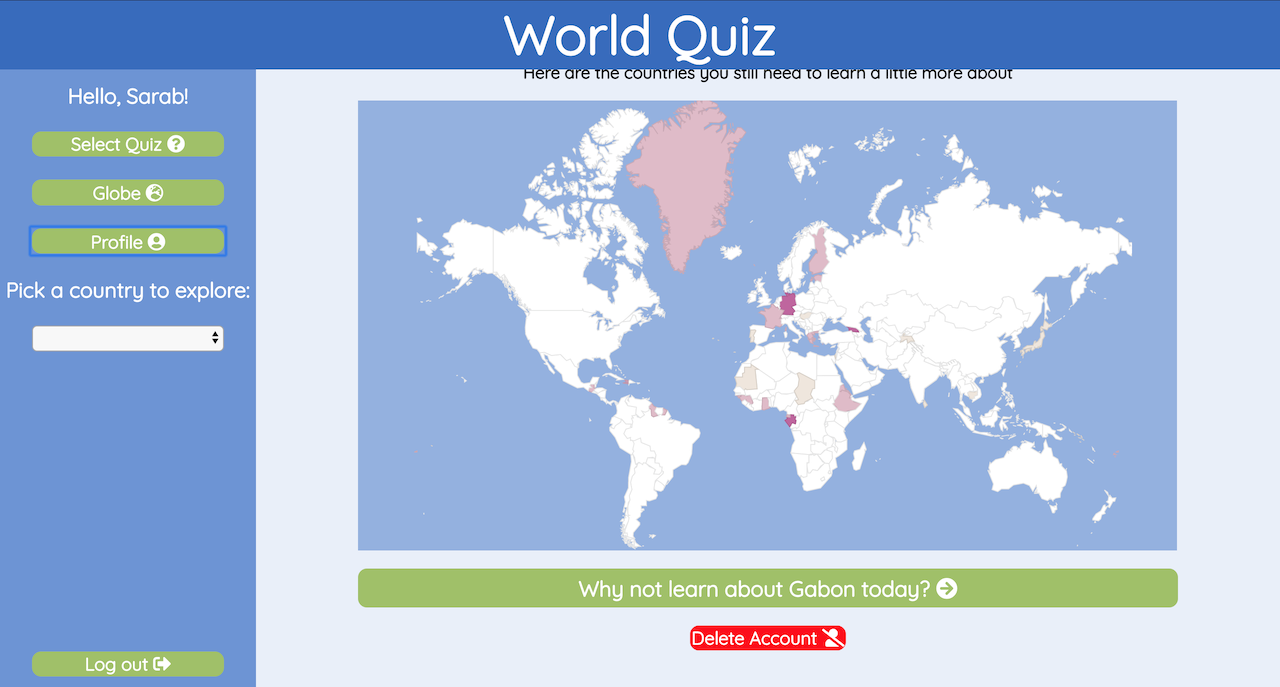 World Quiz
Hello, Sarab!
Select Quiz
Globe
Profile
Pick a country to explore:
Log out
Here are the countries you still need to learn a little more about
Why not learn about Gabon today?
Delete Account